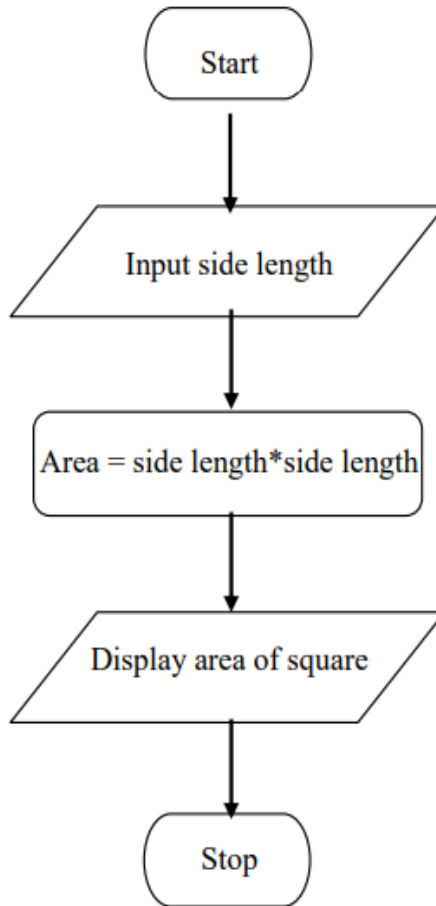 Start
Input side length
Area = side length*side length
Display area of square
Stop